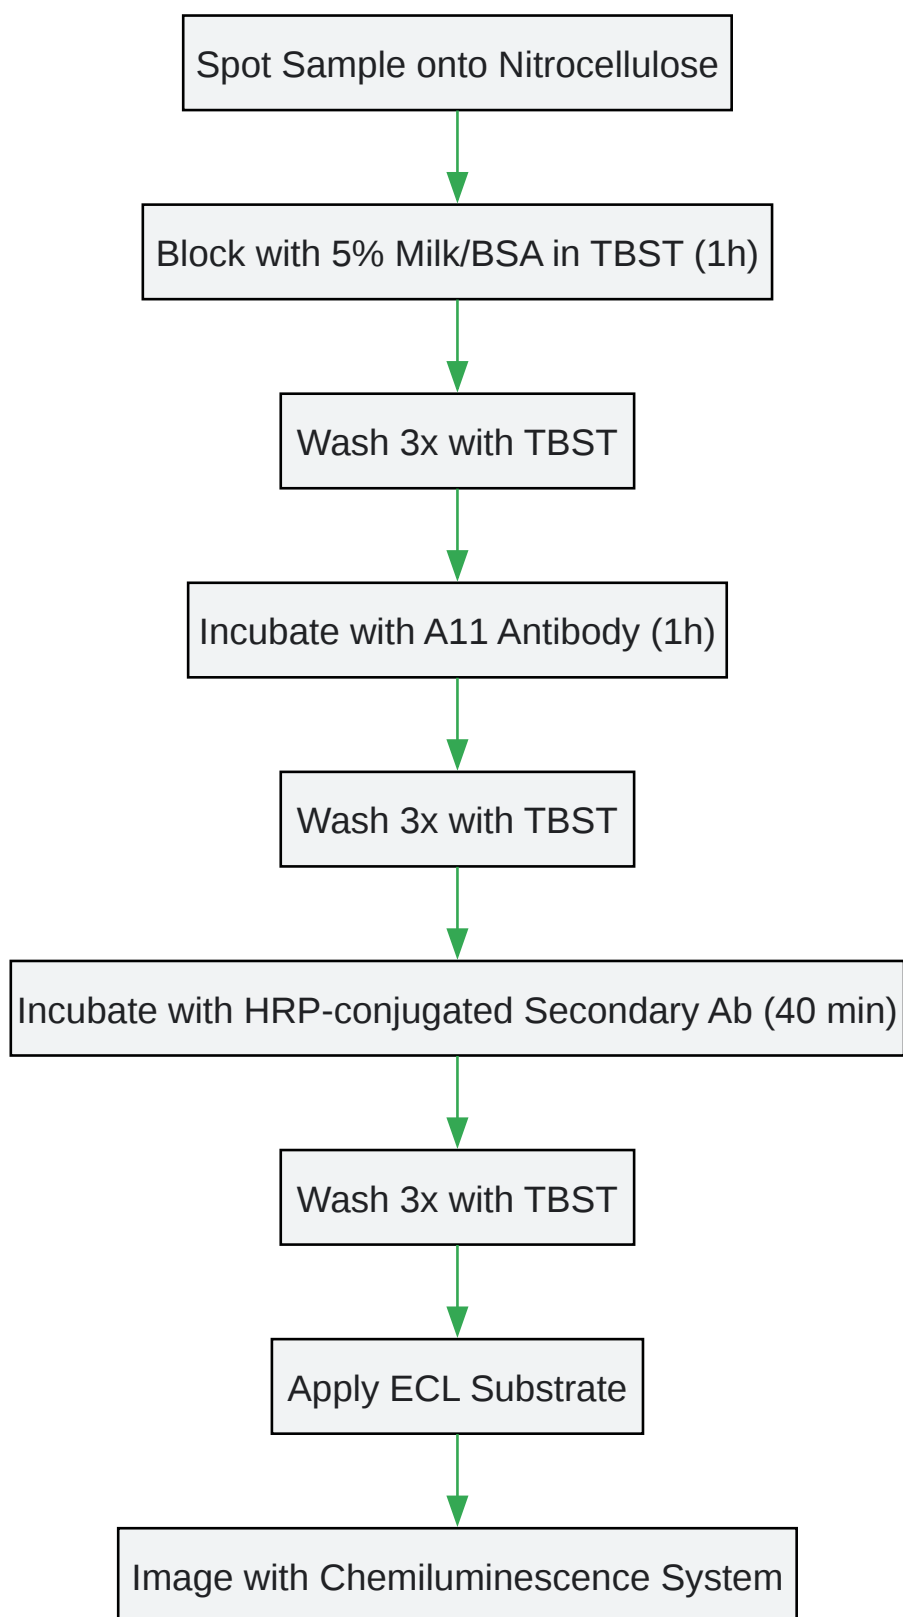 Spot Sample onto Nitrocellulose
Block with 5% Milk/BSA in TBST (1h)
Wash 3x with TBST
Incubate with A11 Antibody (1h)
Wash 3x with TBST
Incubate with HRP-conjugated Secondary Ab (40 min)
Wash 3x with TBST
Apply ECL Substrate
Image with Chemiluminescence System